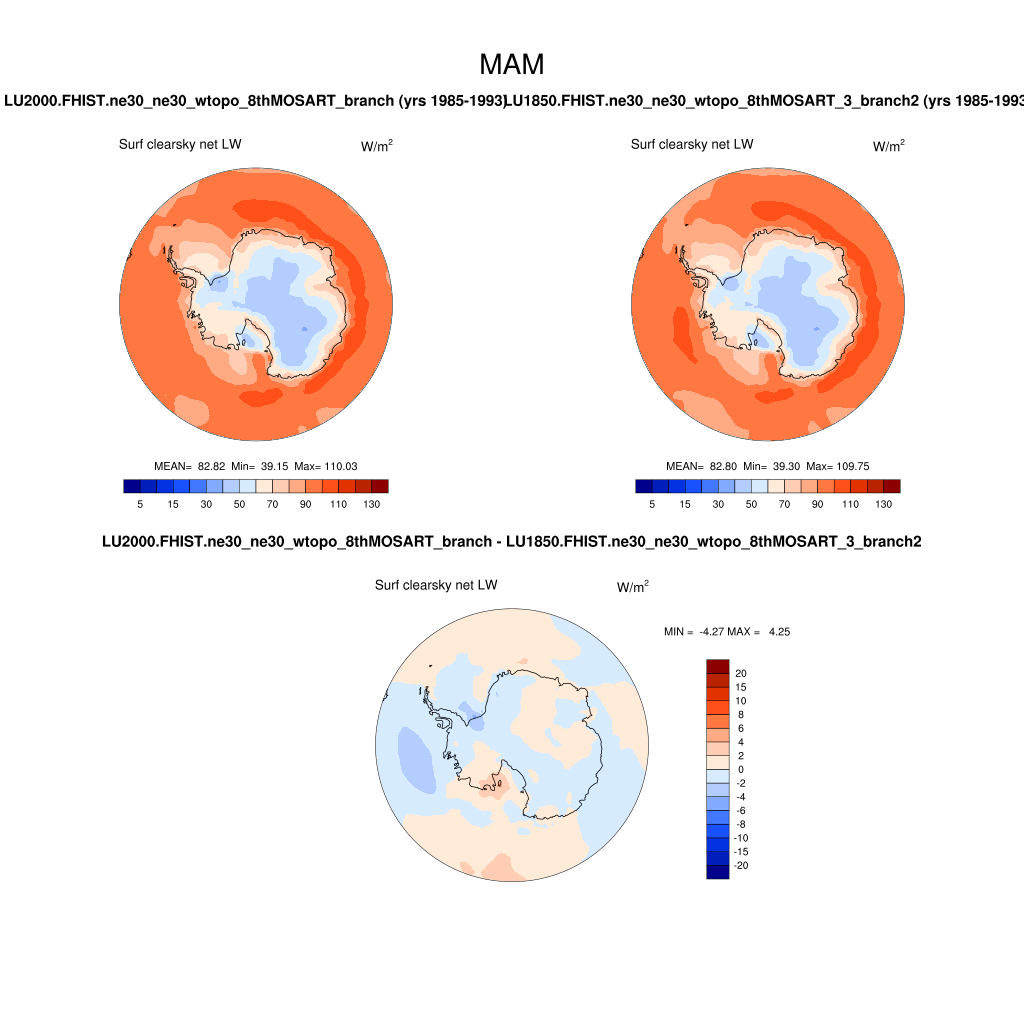 MAM
LU2000.FHIST.ne30_ne30_wtopo_8thMOSART_branch (yrs 1985-1993)
LU1850.FHIST.ne30_ne30_wtopo_8thMOSART_3_branch2 (yrs 1985-1993
Surf clearsky net LW W/m²
Surf clearsky net LW W/m²
MEAN= 82.82 Min= 39.15 Max= 110.03
MEAN= 82.80 Min= 39.30 Max= 109.75
5 15 30 50 70 90 110 130
5 15 30 50 70 90 110 130
LU2000.FHIST.ne30_ne30_wtopo_8thMOSART_branch - LU1850.FHIST.ne30_ne30_wtopo_8thMOSART_3_branch2
Surf clearsky net LW W/m²
MIN = -4.27 MAX = 4.25
20
15
10
8
6
4
2
0
-2
-4
-6
-8
-10
-15
-20